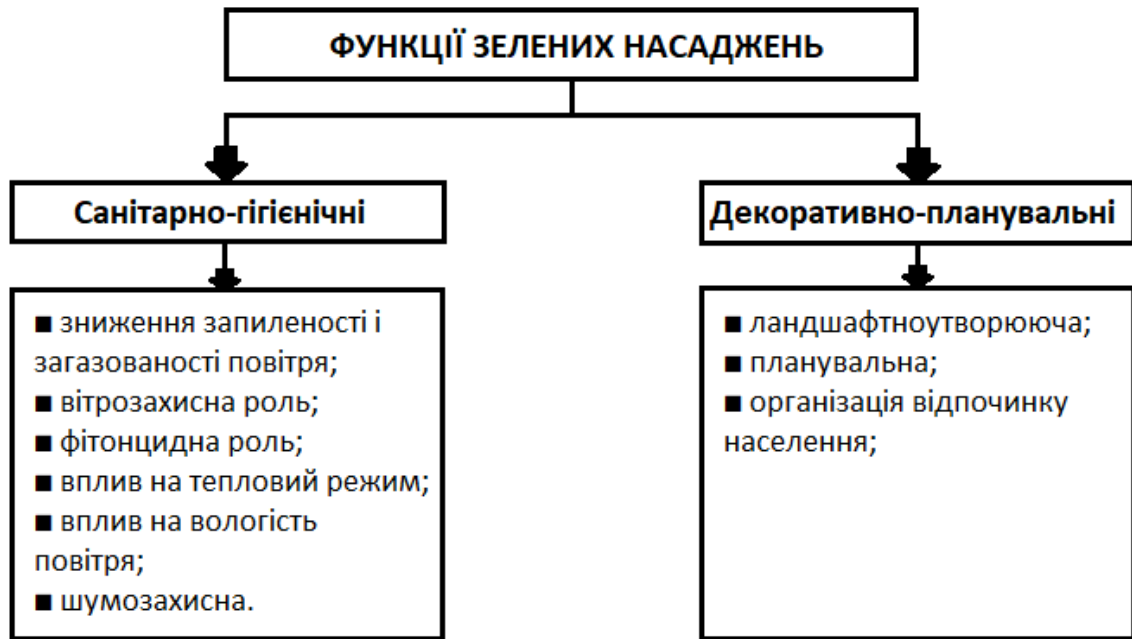 ФУНКЦІЇ ЗЕЛЕНИХ НАСАДЖЕНЬ
Санітарно-гігієнічні
■ зниження запиленості і
загазованості повітря;
■ вітрозахисна роль;
■ фітонцидна роль;
■ вплив на тепловий режим;
■ вплив на вологість
повітря;
■ шумозахисна.
Декоративно-планувальні
■ ландшафтноутворююча;
■ планувальна;
■ організація відпочинку
населення;